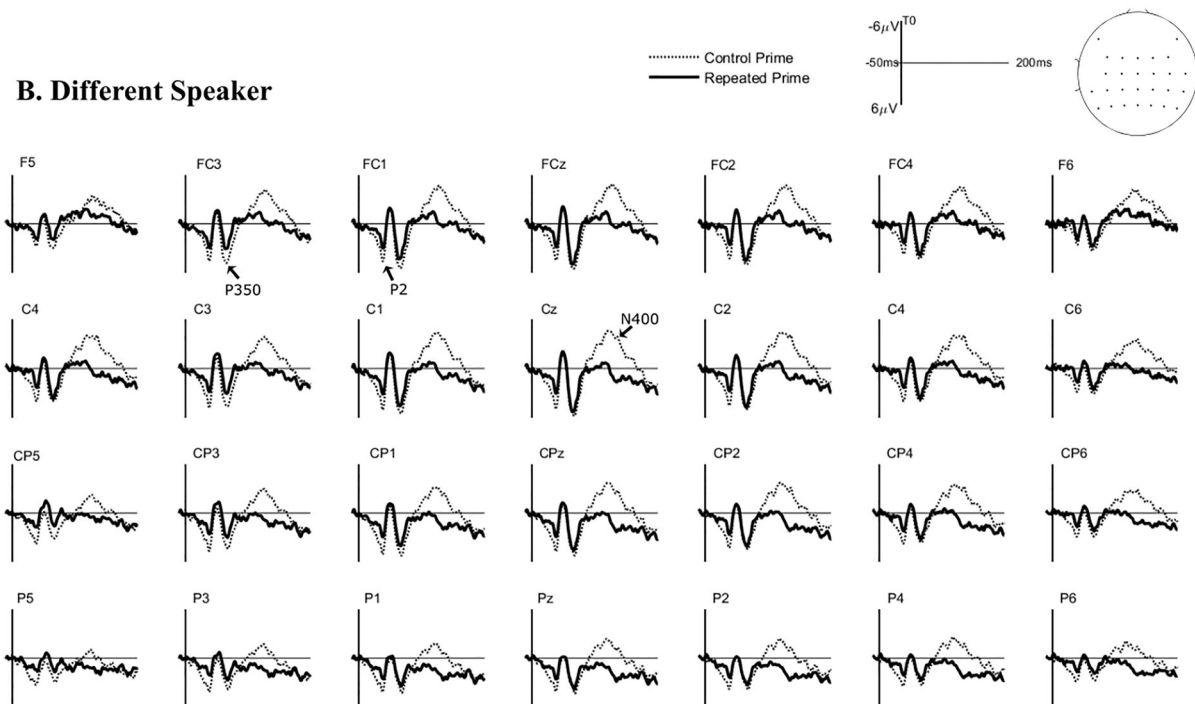 B. Different Speaker
Control Prime
Repeated Prime
-6μV T0
-50ms 200ms
6μV
F5 FC3 FC1 FCz FC2 FC4 F6
P350 P2
C4 C3 C1 Cz C2 C4 C6
N400
CP5 CP3 CP1 CPz CP2 CP4 CP6
P5 P3 P1 Pz P2 P4 P6